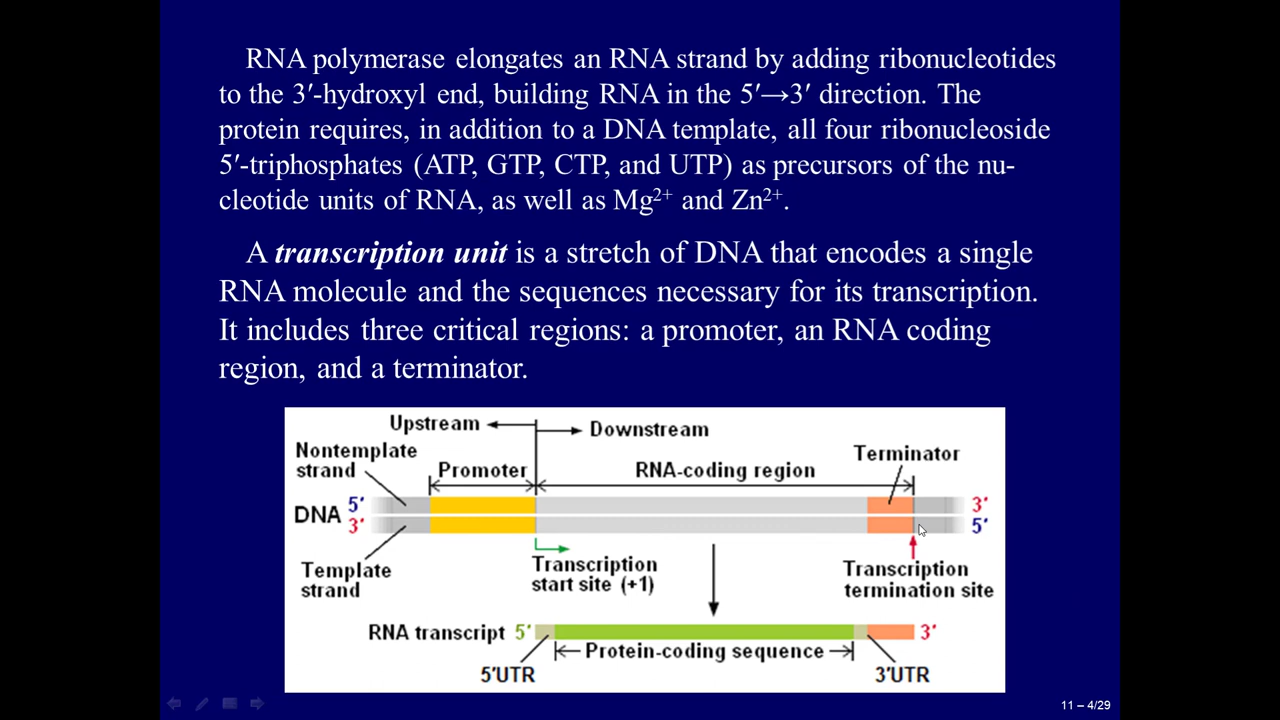 RNA polymerase elongates an RNA strand by adding ribonucleotides
to the 3′-hydroxyl end, building RNA in the 5′→3′ direction. The
protein requires, in addition to a DNA template, all four ribonucleoside
5′-triphosphates (ATP, GTP, CTP, and UTP) as precursors of the nu-
cleotide units of RNA, as well as Mg²⁺ and Zn²⁺.
A transcription unit is a stretch of DNA that encodes a single
RNA molecule and the sequences necessary for its transcription.
It includes three critical regions: a promoter, an RNA coding
region, and a terminator.
Upstream
Downstream
Nontemplate
strand
Promoter
RNA-coding region
Terminator
DNA
5′
3′
3′
5′
Template
strand
Transcription
start site (+1)
Transcription
termination site
RNA transcript 5′
3′
Protein-coding sequence
5′UTR
3′UTR
11 – 4/29